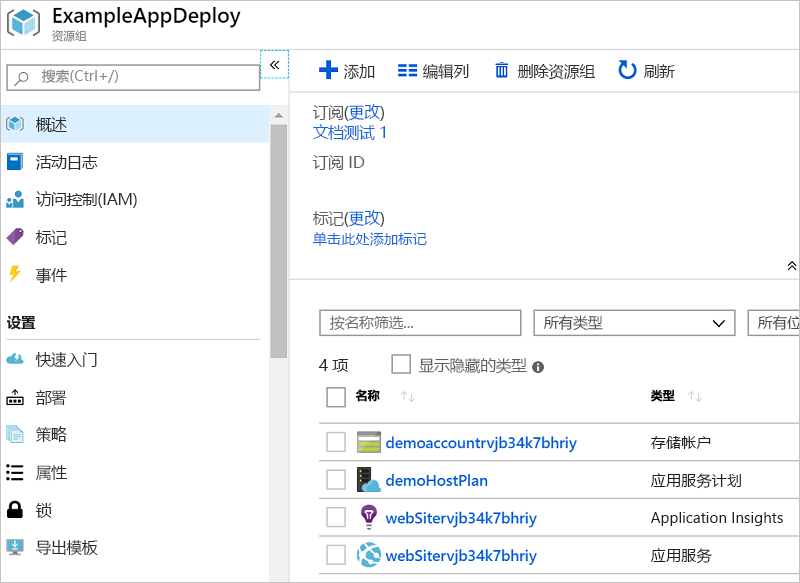 ExampleAppDeploy
资源组
搜索(Ctrl+/)
«
概述
活动日志
访问控制(IAM)
标记
事件
设置
快速入门
部署
策略
属性
锁
导出模板
添加 编辑列 删除资源组 刷新
订阅(更改)
文档测试 1
订阅 ID
标记(更改)
单击此处添加标记
按名称筛选... 所有类型 所有位
4 项 显示隐藏的类型
名称 ↑↓ 类型 ↑↓
demoaccountrvjb34k7bhriy 存储帐户
demoHostPlan 应用服务计划
webSitervjb34k7bhriy Application Insights
webSitervjb34k7bhriy 应用服务